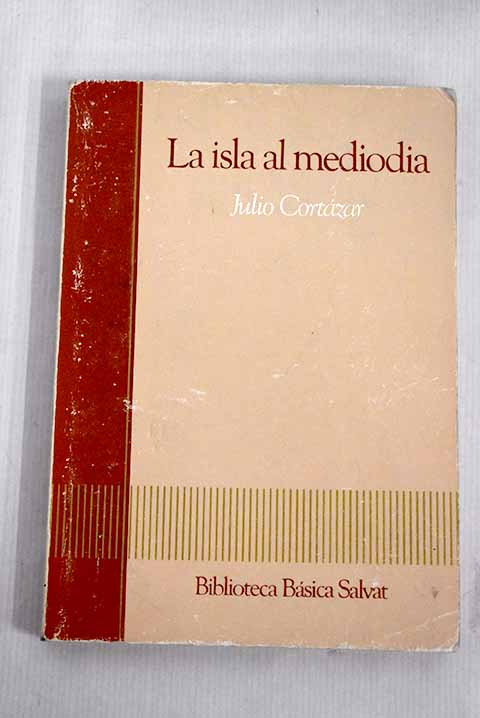 La isla al mediodia
Julio Cortázar
Biblioteca Básica Salvat